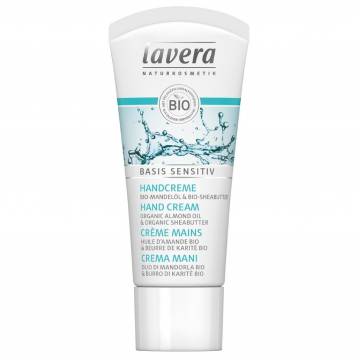 lavera
NATURKOSMETIK
BIO
BASIS SENSITIV
HANDCREME
BIO-MANDELÖL & BIO-SHEABUTTER
HAND CREAM
ORGANIC ALMOND OIL
& ORGANIC SHEABUTTER
CRÈME MAINS
HUILE D'AMANDE BIO
& BEURRE DE KARITÉ BIO
CREMA MANI
OLIO DI MANDORLA BIO
& BURRO DI KARITÉ BIO